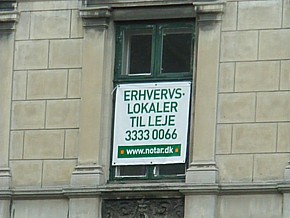 ERHVERVS-
LOKALER
TIL LEJE
3333 0066
www.notar.dk